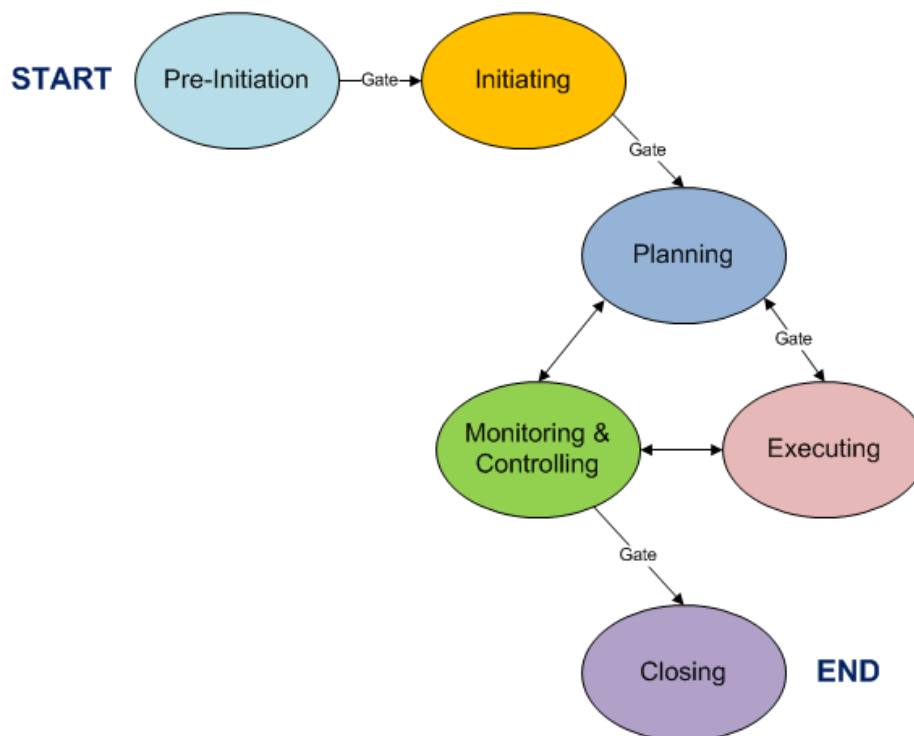 START
Pre-Initiation
Gate
Initiating
Gate
Planning
Gate
Monitoring &
Controlling
Executing
Gate
Closing
END